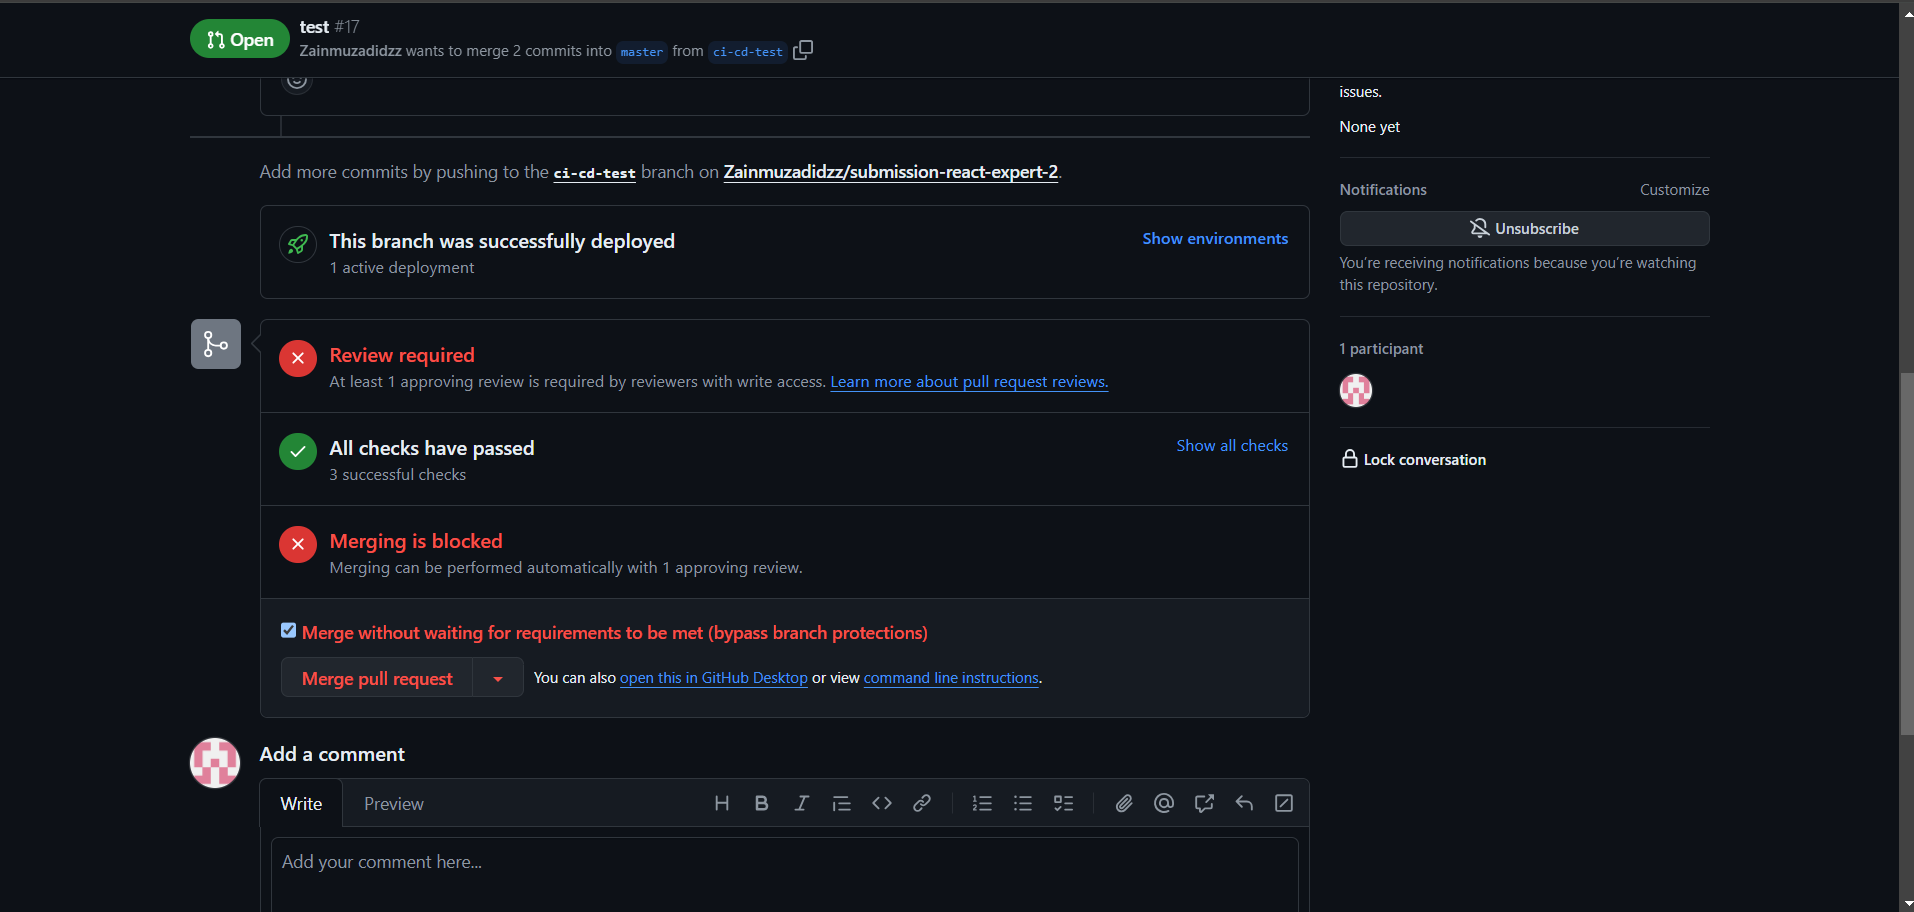 Open
test #17
Zainmuzadidzz wants to merge 2 commits into master from ci-cd-test
Add more commits by pushing to the ci-cd-test branch on Zainmuzadidzz/submission-react-expert-2.
This branch was successfully deployed
1 active deployment
Show environments
Review required
At least 1 approving review is required by reviewers with write access. Learn more about pull request reviews.
All checks have passed
3 successful checks
Show all checks
Merging is blocked
Merging can be performed automatically with 1 approving review.
Merge without waiting for requirements to be met (bypass branch protections)
Merge pull request
You can also open this in GitHub Desktop or view command line instructions.
Add a comment
Write
Preview
Add your comment here...
issues.
None yet
Notifications
Customize
Unsubscribe
You're receiving notifications because you're watching
this repository.
1 participant
Lock conversation